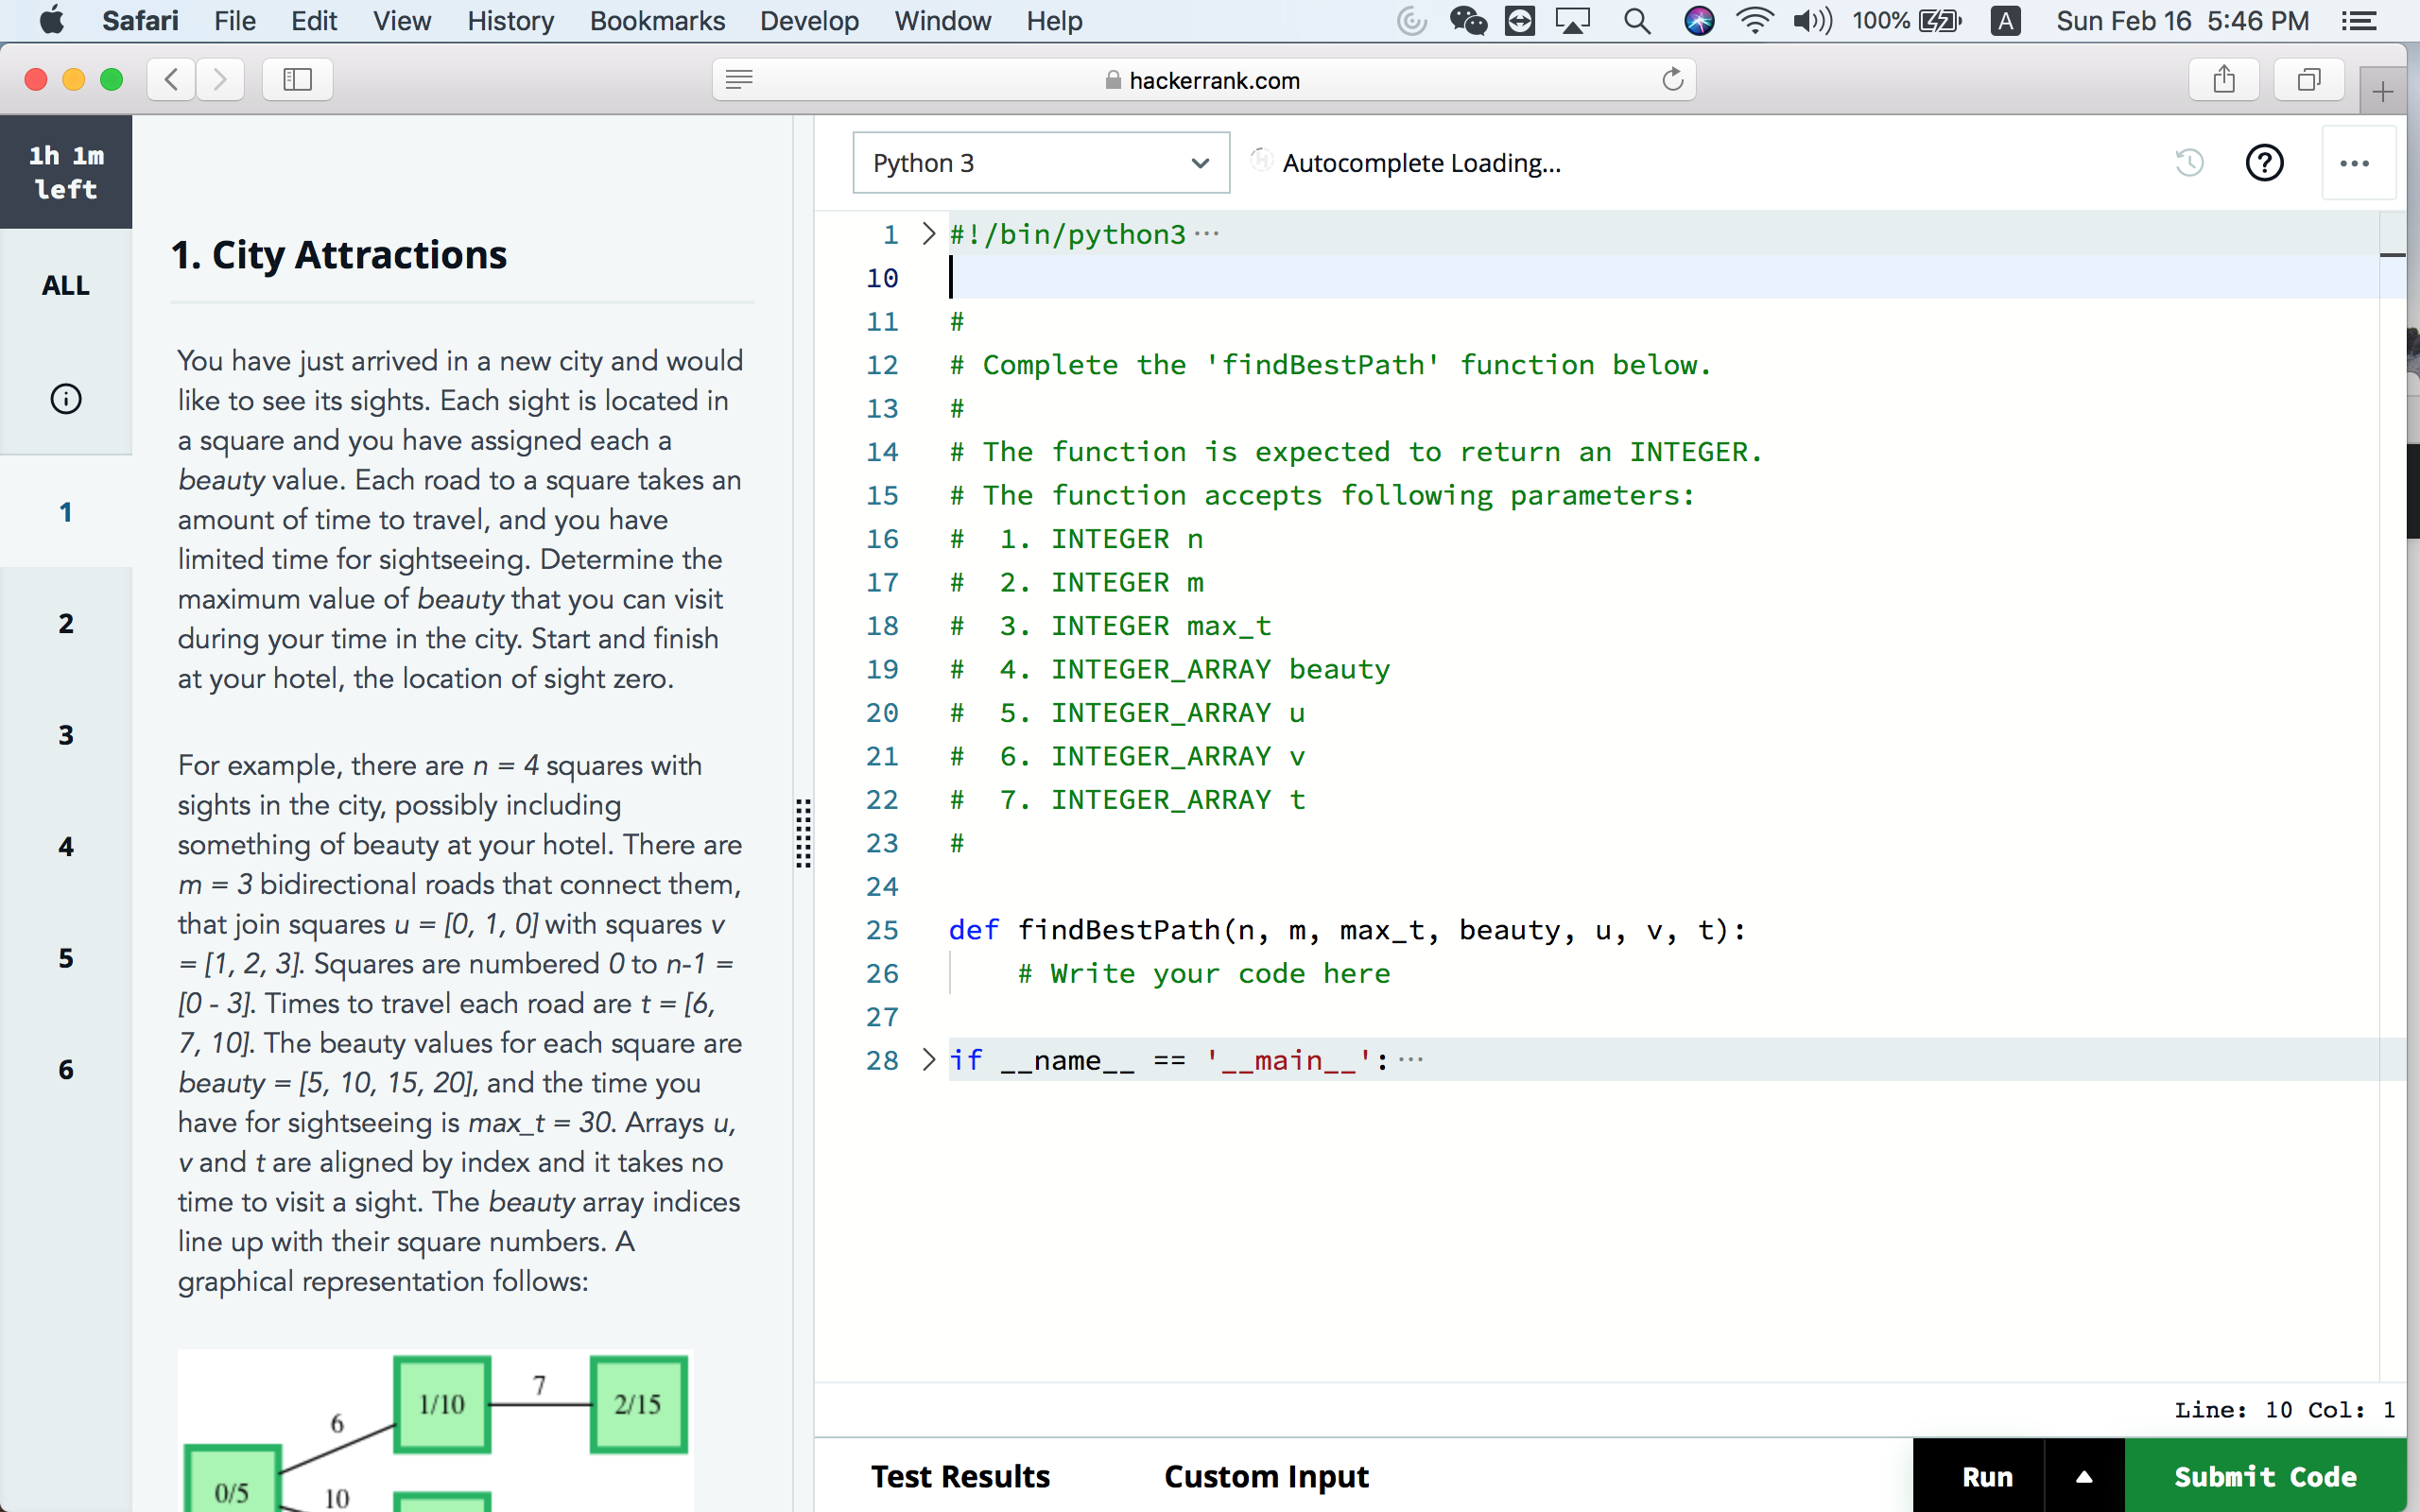 Safari File Edit View History Bookmarks Develop Window Help 100% A Sun Feb 16 5:46 PM
hackerrank.com
1h 1m
left
ALL
1
2
3
4
5
6
1. City Attractions
You have just arrived in a new city and would
like to see its sights. Each sight is located in
a square and you have assigned each a
beauty value. Each road to a square takes an
amount of time to travel, and you have
limited time for sightseeing. Determine the
maximum value of beauty that you can visit
during your time in the city. Start and finish
at your hotel, the location of sight zero.
For example, there are n = 4 squares with
sights in the city, possibly including
something of beauty at your hotel. There are
m = 3 bidirectional roads that connect them,
that join squares u = [0, 1, 0] with squares v
= [1, 2, 3]. Squares are numbered 0 to n-1 =
[0 - 3]. Times to travel each road are t = [6,
7, 10]. The beauty values for each square are
beauty = [5, 10, 15, 20], and the time you
have for sightseeing is max_t = 30. Arrays u,
v and t are aligned by index and it takes no
time to visit a sight. The beauty array indices
line up with their square numbers. A
graphical representation follows:
1/10 7 2/15
6
0/5 10
Python 3 Autocomplete Loading...
1 #!/bin/python3 ···
10
11 #
12 # Complete the 'findBestPath' function below.
13 #
14 # The function is expected to return an INTEGER.
15 # The function accepts following parameters:
16 #  1. INTEGER n
17 #  2. INTEGER m
18 #  3. INTEGER max_t
19 #  4. INTEGER_ARRAY beauty
20 #  5. INTEGER_ARRAY u
21 #  6. INTEGER_ARRAY v
22 #  7. INTEGER_ARRAY t
23 #
24
25 def findBestPath(n, m, max_t, beauty, u, v, t):
26     # Write your code here
27
28 if __name__ == '__main__': ···
Line: 10 Col: 1
Test Results Custom Input Run Submit Code